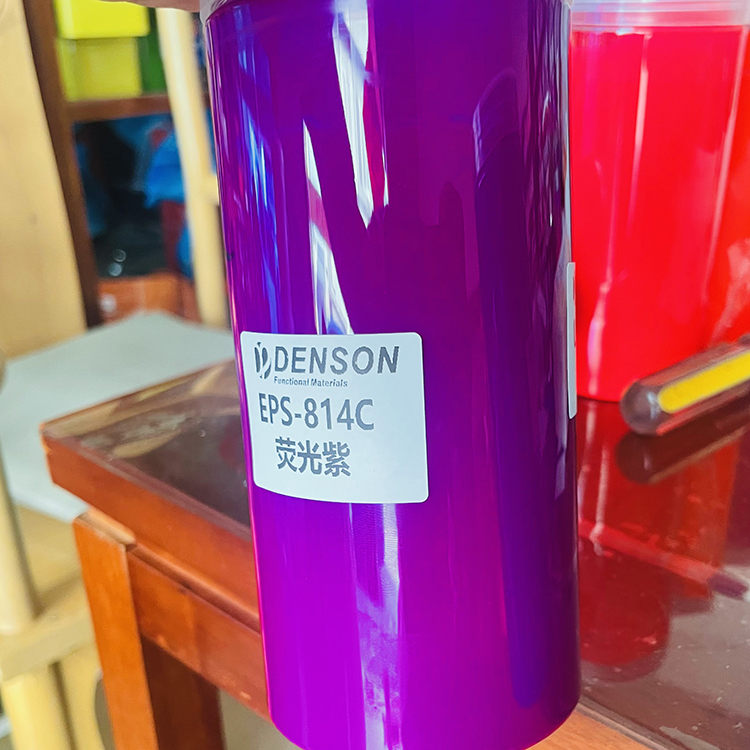 DENSON
Functional Materials
EPS-814C
荧光紫